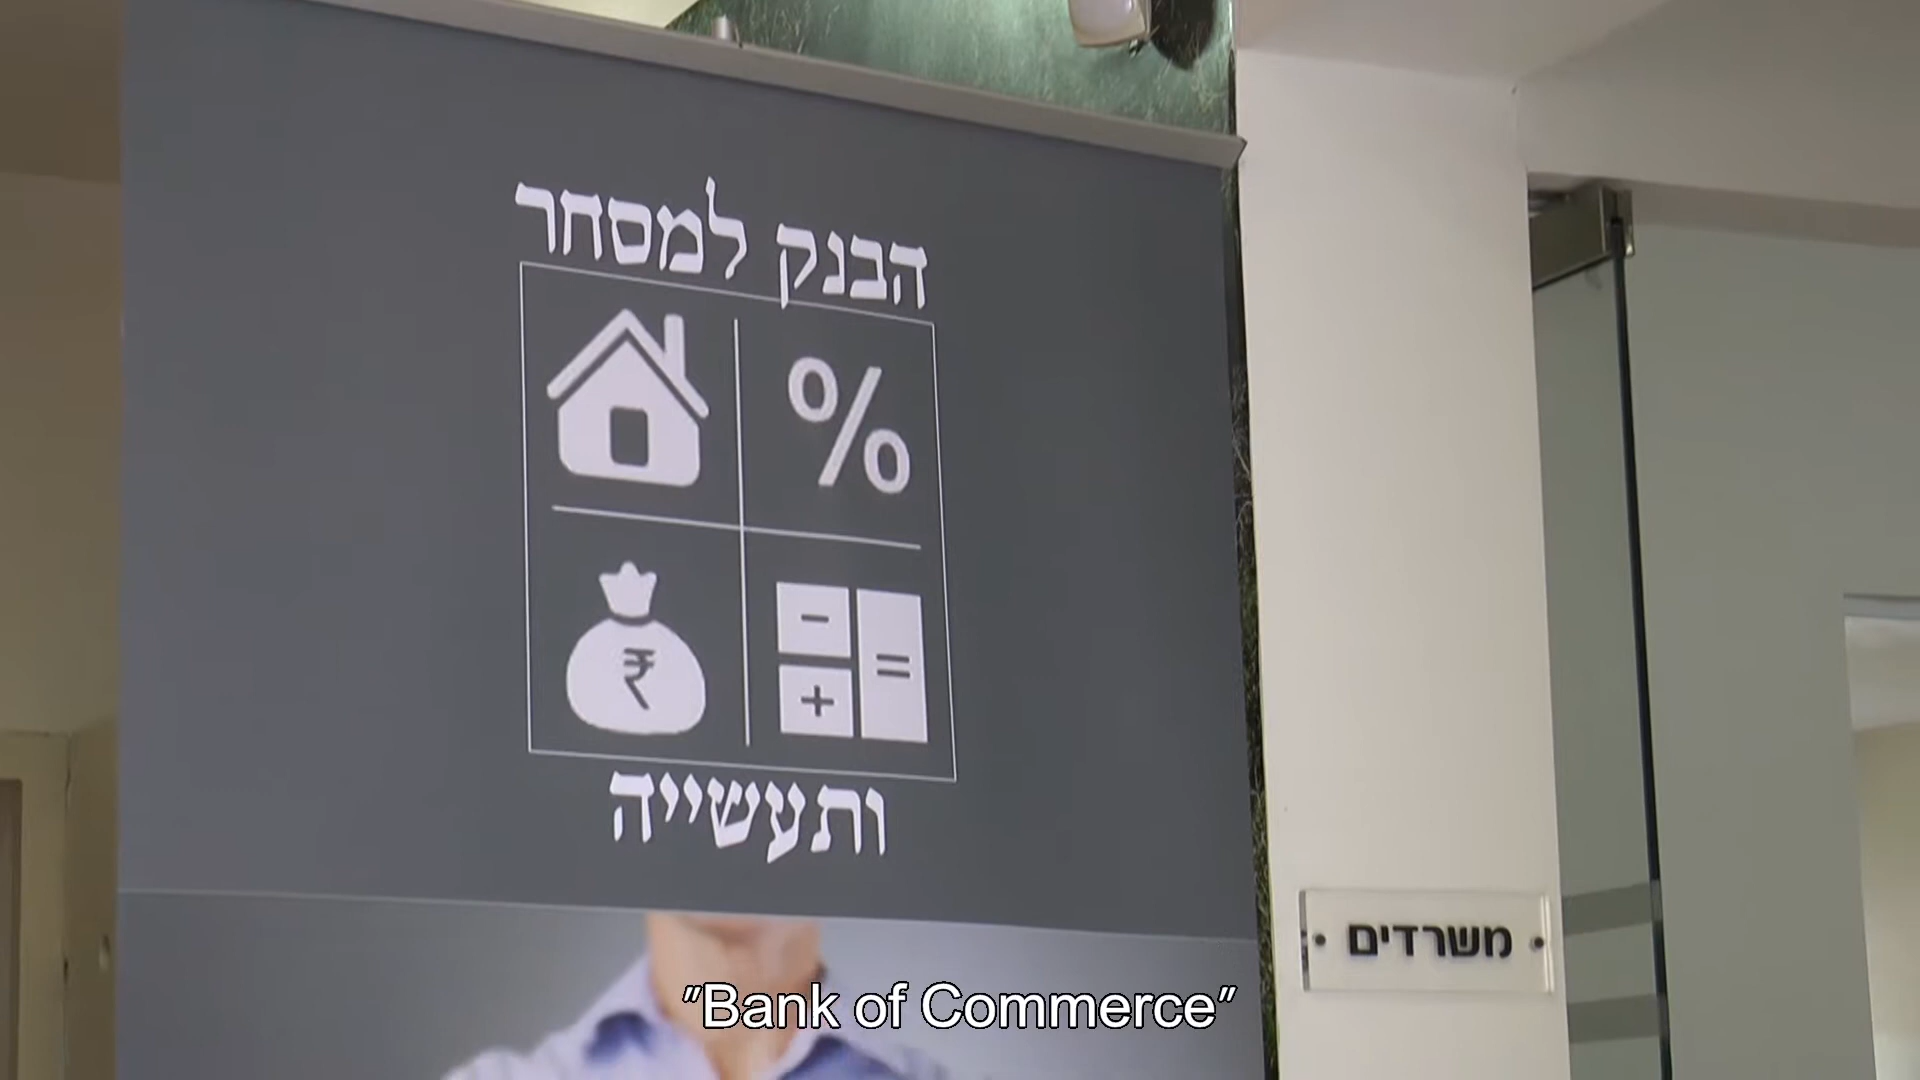 הבנק למסחר
%
₹
-
+
=
ותעשייה
משרדים
"Bank of Commerce"